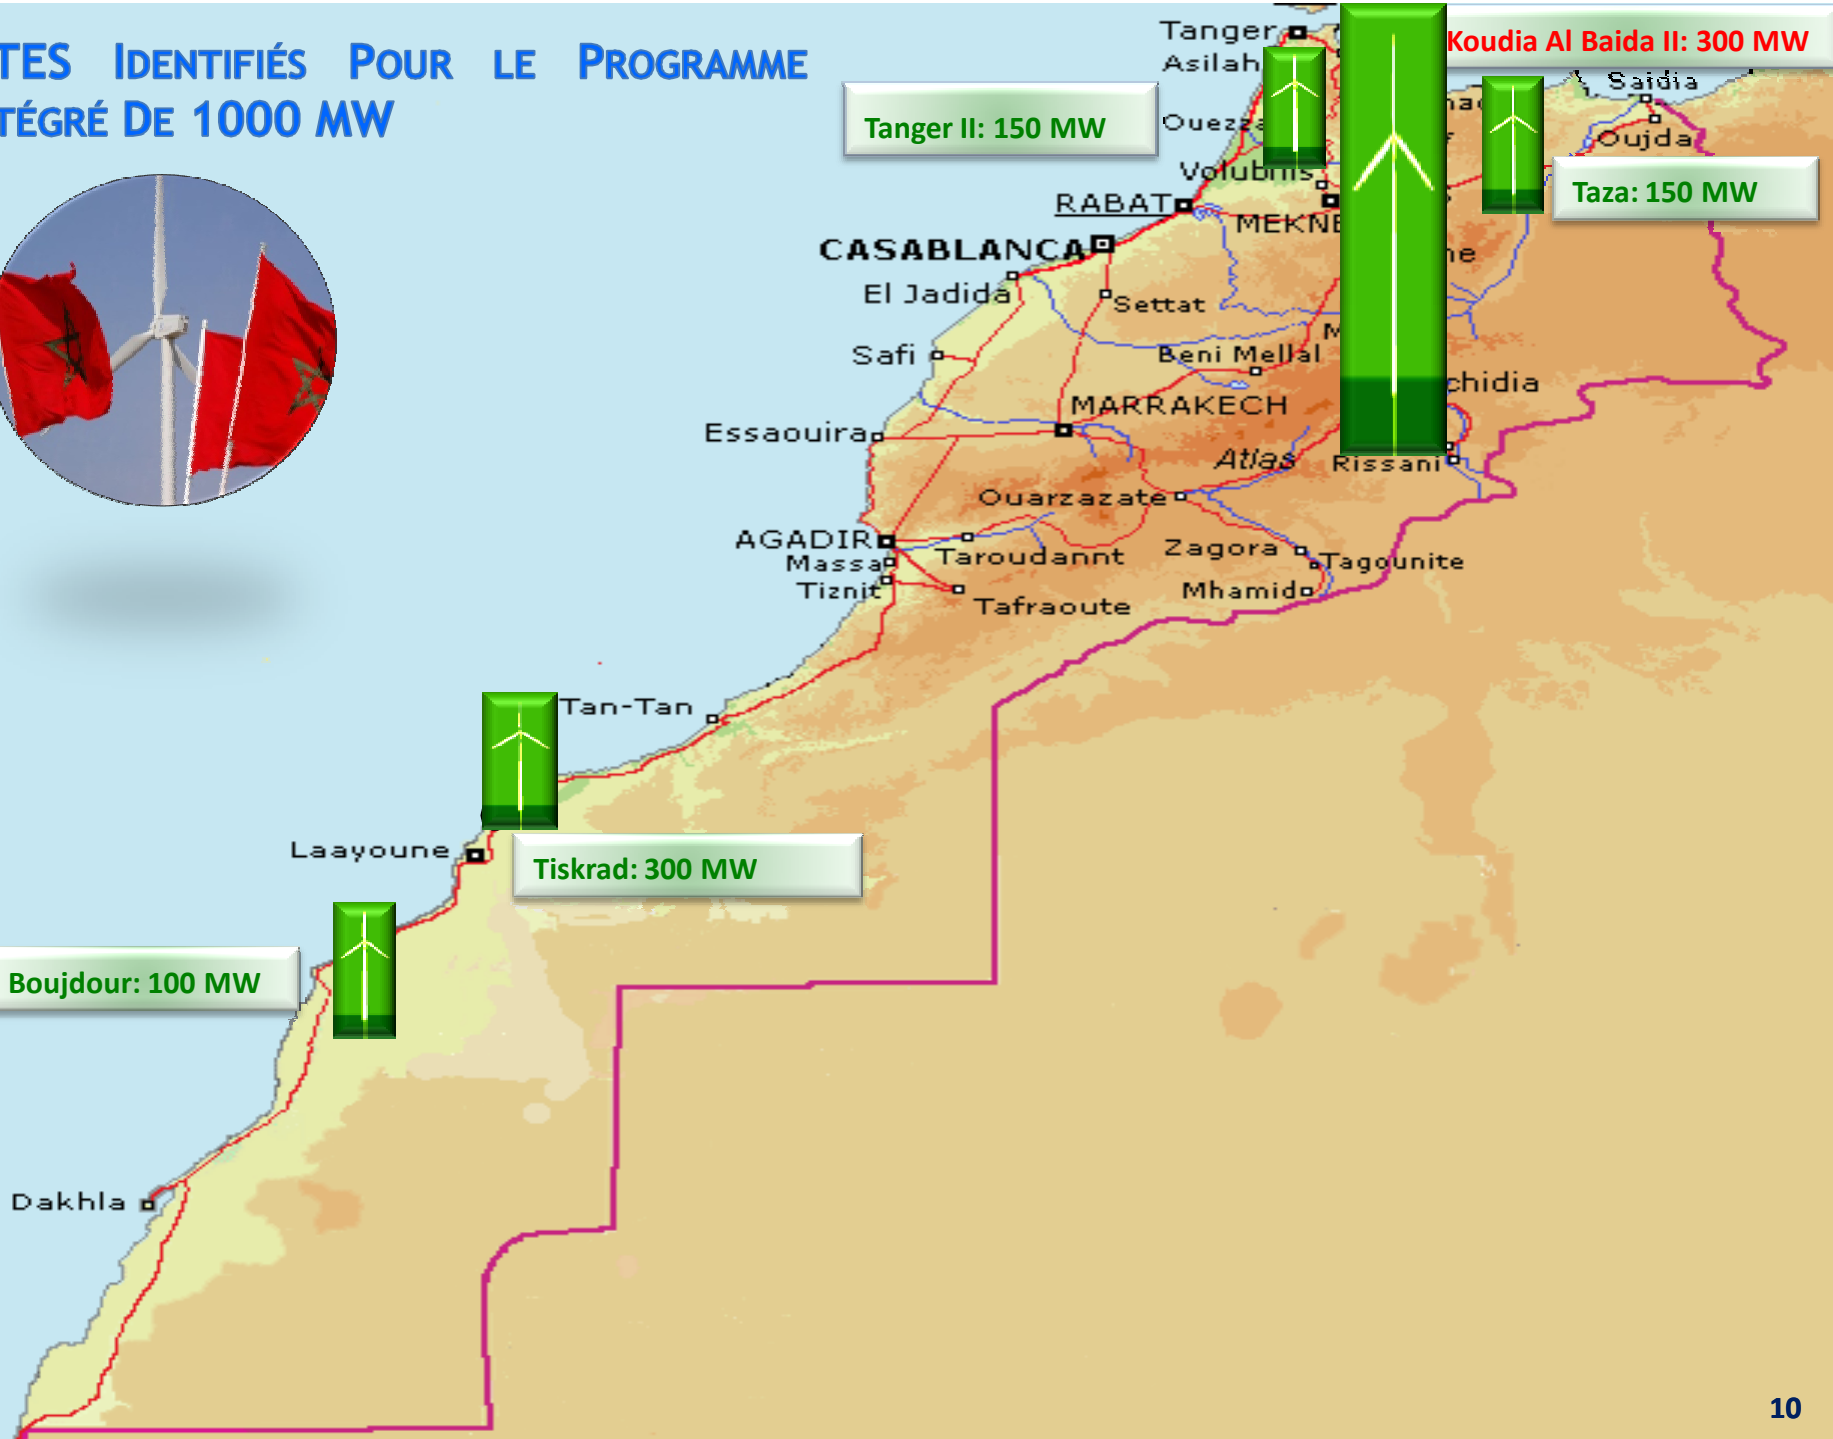 TES IDENTIFIÉS POUR LE PROGRAMME
TÉGRÉ DE 1000 MW
Koudia Al Baida II: 300 MW
Tanger II: 150 MW
Taza: 150 MW
Tiskrad: 300 MW
Boujdour: 100 MW
Tanger
Asilah
Saidia
Oujda
Volubilis
RABAT
CASABLANCA
El Jadida
Settat
Safi
Beni Mellal
chidia
MARRAKECH
Essaouira
Atlas
Rissani
Ouarzazate
AGADIR
Massa
Taroudannt
Zagora
Tagounite
Tiznit
Mhamid
Tafraoute
Tan-Tan
Laayoune
Dakhla
10